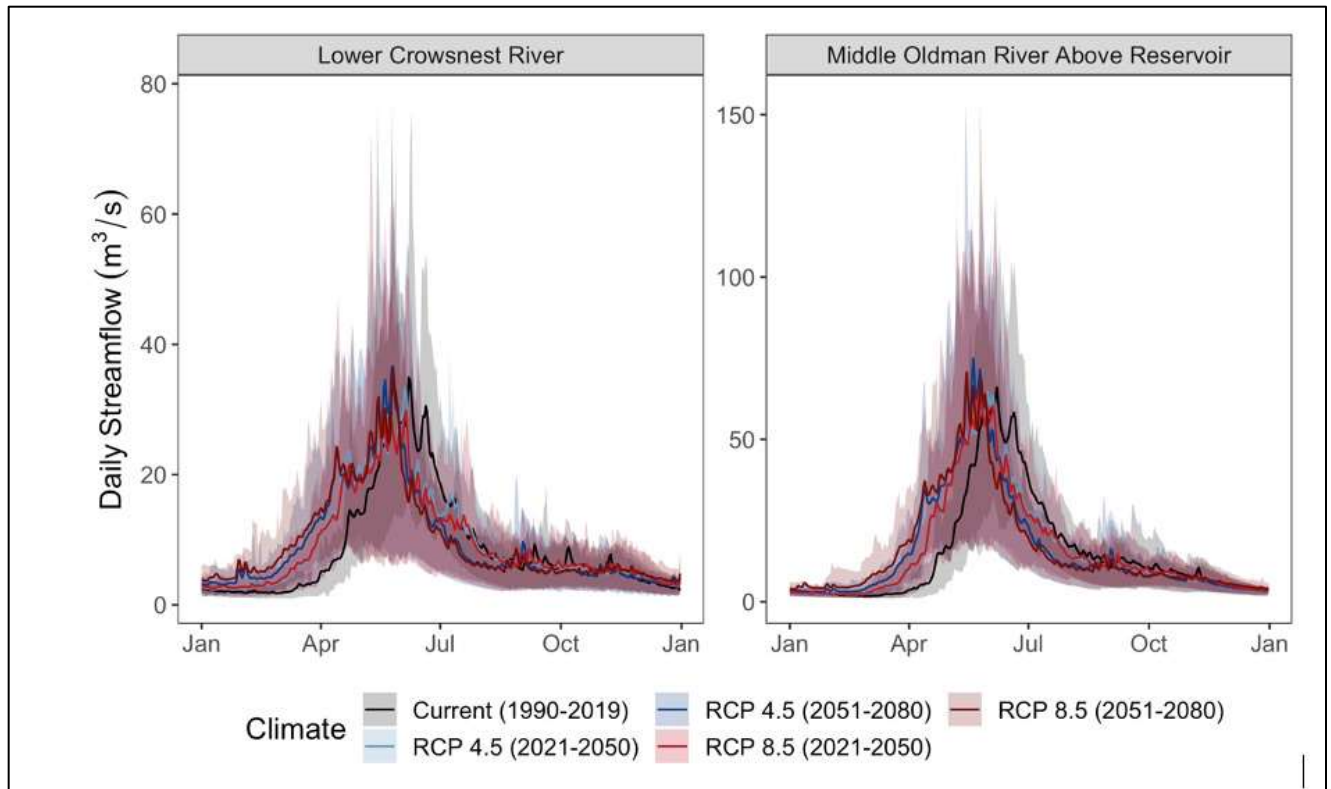 Lower Crowsnest River
Middle Oldman River Above Reservoir
Daily Streamflow (m³/s)
80
60
40
20
0
150
100
50
0
Jan Apr Jul Oct Jan
Jan Apr Jul Oct Jan
Climate
Current (1990-2019)
RCP 4.5 (2051-2080)
RCP 8.5 (2051-2080)
RCP 4.5 (2021-2050)
RCP 8.5 (2021-2050)